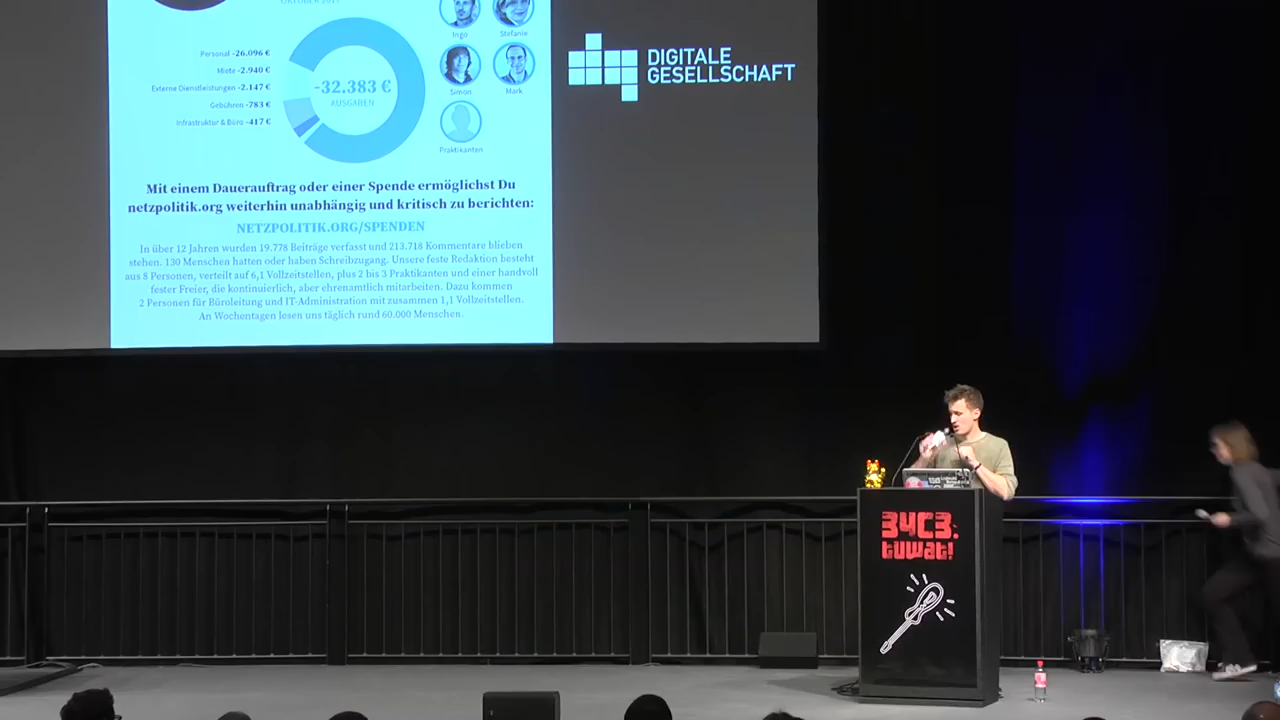 OKTOBER 2017
Ingo
Stefanie
Personal -26.096 €
Miete -2.940 €
Externe Dienstleistungen -2.147 €
Gebühren -783 €
Infrastruktur & Büro -417 €
-32.383 €
AUSGABEN
Simon
Mark
Praktikanten
DIGITALE
GESELLSCHAFT
Mit einem Dauerauftrag oder einer Spende ermöglichst Du
netzpolitik.org weiterhin unabhängig und kritisch zu berichten:
NETZPOLITIK.ORG/SPENDEN
In über 12 Jahren wurden 19.778 Beiträge verfasst und 213.718 Kommentare blieben
stehen. 130 Menschen hatten oder haben Schreibzugang. Unsere feste Redaktion besteht
aus 8 Personen, verteilt auf 6,1 Vollzeitstellen, plus 2 bis 3 Praktikanten und einer handvoll
fester Freier, die kontinuierlich, aber ehrenamtlich mitarbeiten. Dazu kommen
2 Personen für Büroleitung und IT-Administration mit zusammen 1,1 Vollzeitstellen.
An Wochentagen lesen uns täglich rund 60.000 Menschen.
34C3:
tuwat!